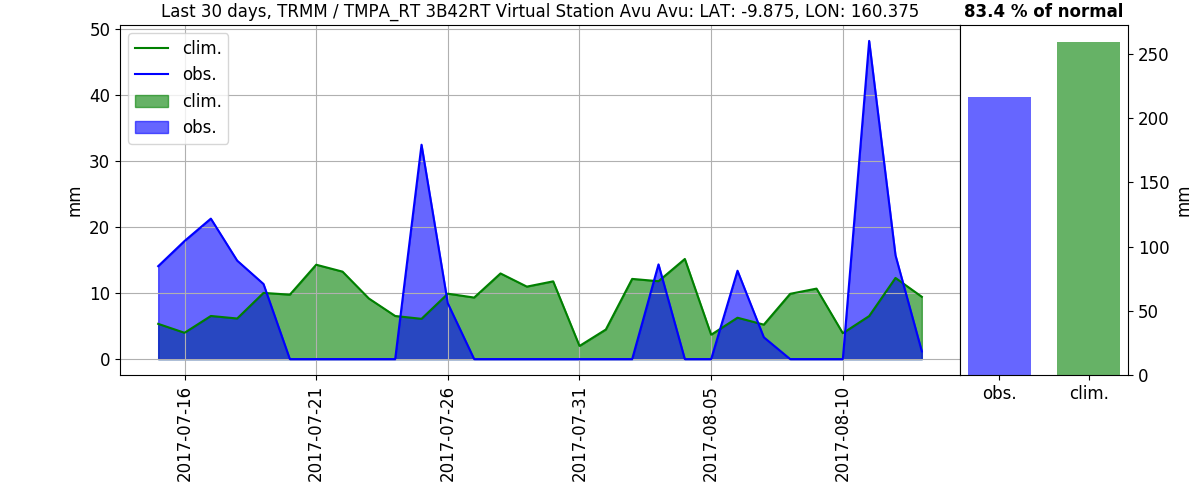 Last 30 days, TRMM / TMPA_RT 3B42RT Virtual Station Avu Avu: LAT: -9.875, LON: 160.375
83.4 % of normal
clim.
obs.
clim.
obs.
mm
50
40
30
20
10
0
2017-07-16
2017-07-21
2017-07-26
2017-07-31
2017-08-05
2017-08-10
250
200
150
100
50
0
mm
obs.
clim.